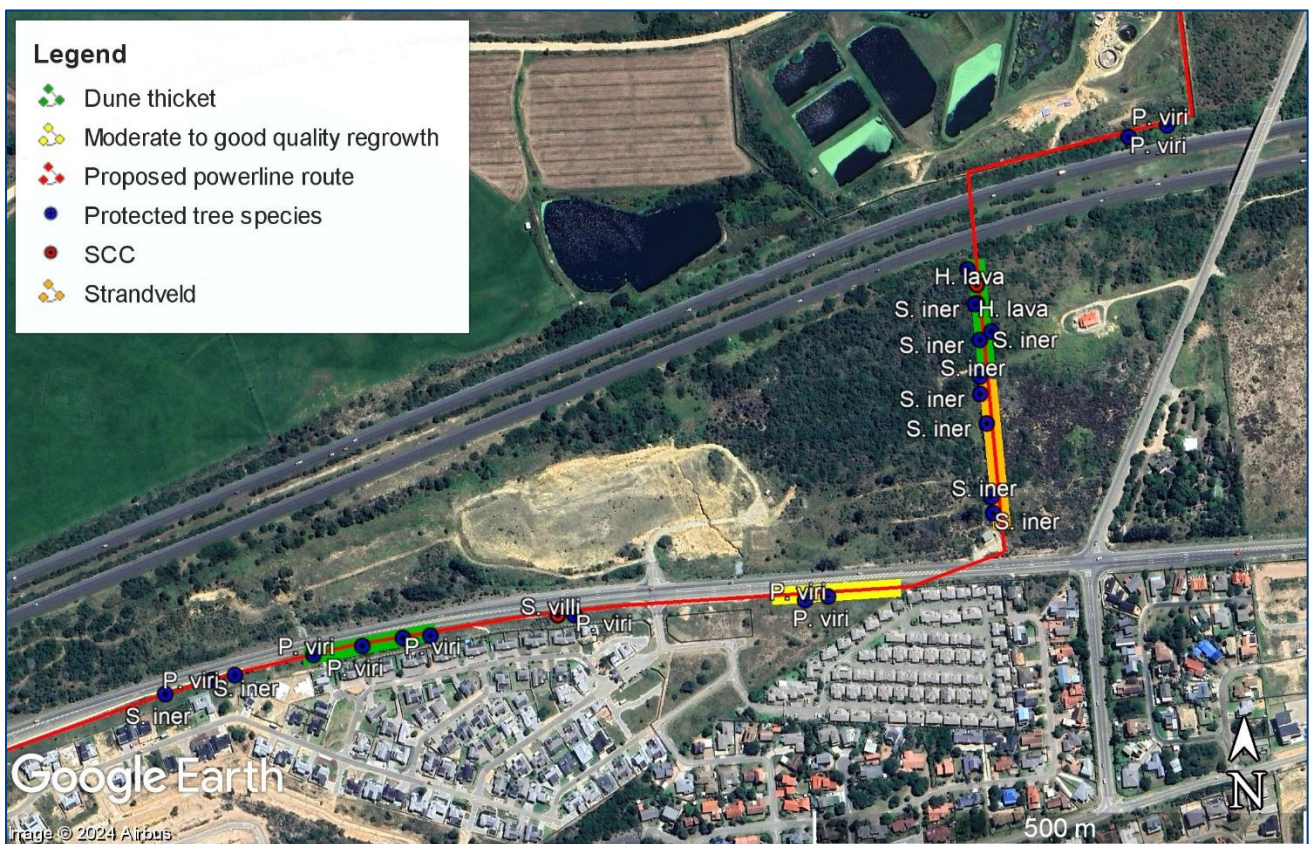 Legend
Dune thicket
Moderate to good quality regrowth
Proposed powerline route
Protected tree species
SCC
Strandveld
P. viri
P. viri
H. lava
S. iner
H. lava
S. iner
S. iner
S. iner
S. iner
S. iner
S. iner
S. iner
P. viri
P. viri
S. villi
P. viri
P. viri
P. viri
P. viri
P. viri
S. iner
S. iner
Google Earth
Image © 2024 Airbus
N
500 m